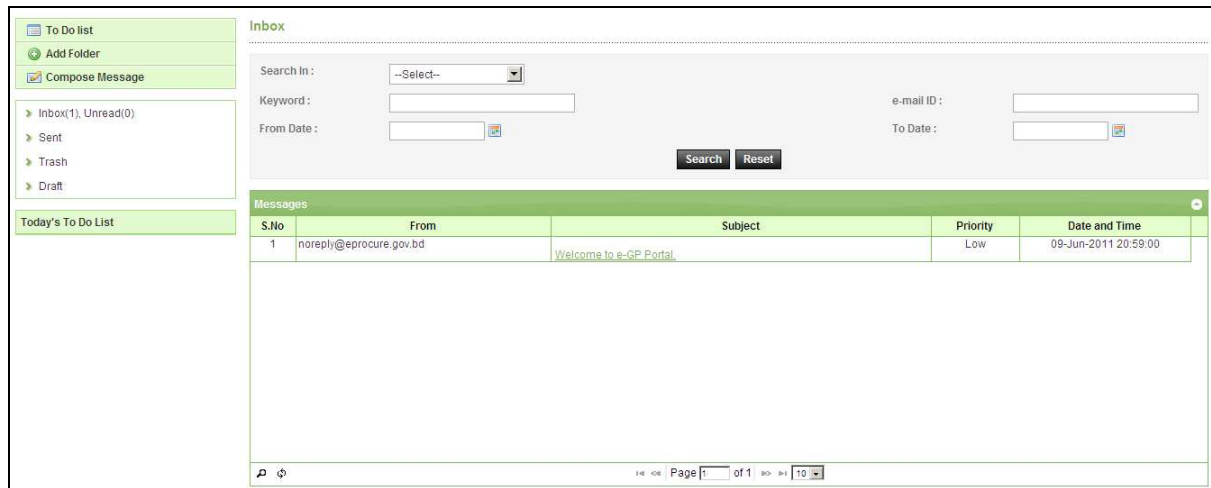 To Do list
Add Folder
Compose Message
Inbox(1), Unread(0)
Sent
Trash
Draft
Today's To Do List
Inbox
Search In :
--Select--
Keyword :
e-mail ID :
From Date :
To Date :
Search Reset
Messages
S.No From Subject Priority Date and Time
1 noreply@eprocure.gov.bd Welcome to e-GP Portal. Low 09-Jun-2011 20:59:00
Page 1 of 1 10